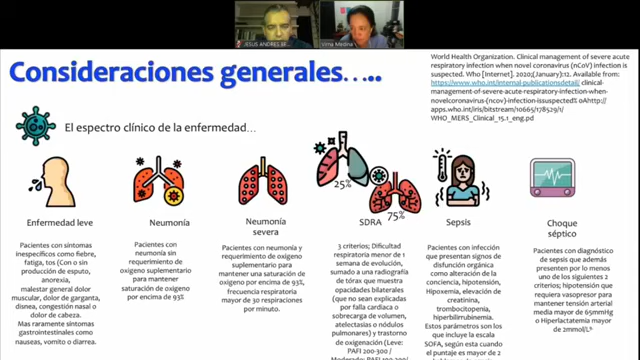 JESUS ANDRES BE
Virna Medina
Consideraciones generales…..
World Health Organization. Clinical management of severe acute
respiratory infection when novel coronavirus (nCoV) infection is
suspected. Who [Internet]. 2020;(January):12. Available from:
https://www.who.int/internal-publicationsdetail/ clinical-
management-of-severe-acute-respiratory-infection-when-
novelcoronavirus-(ncov)-infection-issuspected% 0Ahttp://
apps.who.int/iris/bitstream/10665/178529/1/
WHO_MERS_Clinical_15.1_eng.pd
El espectro clínico de la enfermedad…
25%
75%
Enfermedad leve
Pacientes con síntomas
inespecíficos como fiebre,
fatiga, tos (Con o sin
producción de esputo,
anorexia,
malestar general dolor
muscular, dolor de garganta,
disnea, congestión nasal o
dolor de cabeza.
Mas raramente síntomas
gastrointestinales como
nauseas, vomito o diarrea.
Neumonía
Pacientes con
neumonía sin
requerimiento de oxigeno
suplementario para
mantener una
saturación de oxigeno
por encima de 93%
Neumonía
severa
Pacientes con neumonía y
requerimiento de oxigeno
suplementario para
mantener una saturación de
oxigeno por encima de 93%,
frecuencia respiratoria
mayor de 30 respiraciones
por minuto.
SDRA
3 criterios; Dificultad
respiratoria menor de 1
semana de evolución,
sumado a una radiografía
de tórax que muestra
opacidades bilaterales
(que no sean explicadas
por falla cardiaca o
sobrecarga de volumen,
atelectasias o nódulos
pulmonares) y trastorno
de oxigenación (Leve:
PAFI 200-300 /
Moderado: PAFI 100-200
Sepsis
Pacientes con infección
que presentan signos de
disfunción orgánica
como alteración de la
conciencia, hipotensión,
Hipoxemia, elevación de
creatinina,
trombocitopenia,
hiperbilirrubinemia.
Estos parámetros son los
que incluye la escala
SOFA, según esta cuando
el puntaje es mayor de 2
Choque
séptico
Pacientes con diagnóstico
de sepsis que además
presenten por lo menos
uno de los siguientes 2
criterios; hipotensión que
requiera vasopresor para
mantener tensión arterial
media mayor de 65mmHg
o Hiperlactatemia mayor
de 2mmol/L